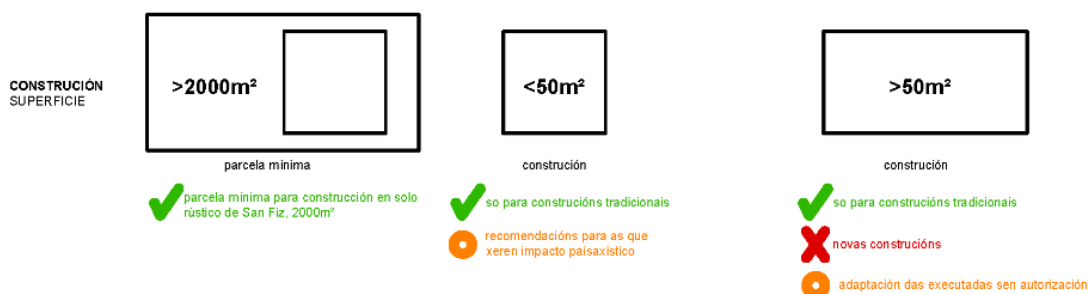 CONSTRUCIÓN
SUPERFICIE
>2000m²
<50m²
>50m²
parcela mínima
construción
construción
parcela mínima para construcción en solo
rústico de San Fiz, 2000m²
so para construcións tradicionais
recomendacións para as que
xeren impacto paisaxístico
so para construcións tradicionais
novas construcións
adaptación das executadas sen autorización